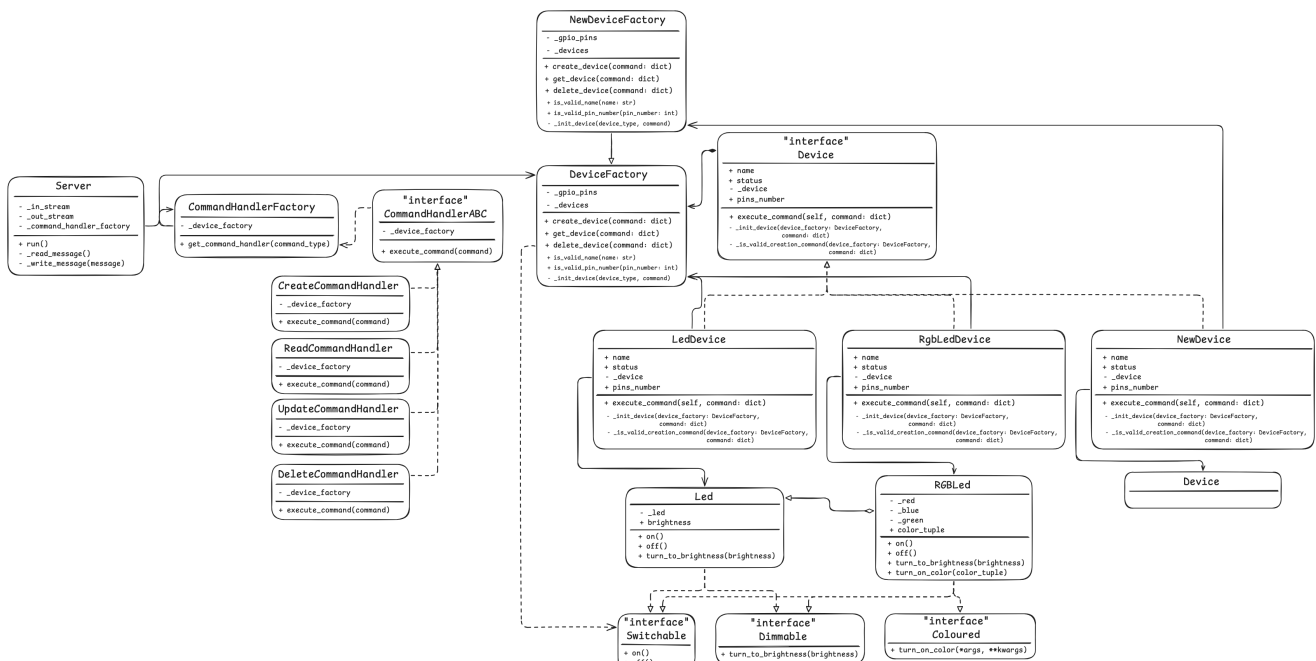 NewDeviceFactory
- _gpio_pins
- _devices
+ create_device(command: dict)
+ get_device(command: dict)
+ delete_device(command: dict)
+ is_valid_name(name: str)
+ is_valid_pin_number(pin_number: int)
- _init_device(device_type, command)
"interface"
Device
+ name
+ status
- _device
+ pins_number
+ execute_command(self, command: dict)
- _init_device(device_factory: DeviceFactory,
command: dict)
- _is_valid_creation_command(device_factory: DeviceFactory,
command: dict)
DeviceFactory
- _gpio_pins
- _devices
+ create_device(command: dict)
+ get_device(command: dict)
+ delete_device(command: dict)
+ is_valid_name(name: str)
+ is_valid_pin_number(pin_number: int)
- _init_device(device_type, command)
Server
- _in_stream
- _out_stream
- _command_handler_factory
+ run()
- _read_message()
- _write_message(message)
CommandHandlerFactory
- _device_factory
+ get_command_handler(command_type)
"interface"
CommandHandlerABC
- _device_factory
+ execute_command(command)
CreateCommandHandler
- _device_factory
+ execute_command(command)
ReadCommandHandler
- _device_factory
+ execute_command(command)
UpdateCommandHandler
- _device_factory
+ execute_command(command)
DeleteCommandHandler
- _device_factory
+ execute_command(command)
LedDevice
+ name
+ status
- _device
+ pins_number
+ execute_command(self, command: dict)
- _init_device(device_factory: DeviceFactory,
command: dict)
- _is_valid_creation_command(device_factory: DeviceFactory,
command: dict)
RgbLedDevice
+ name
+ status
- _device
+ pins_number
+ execute_command(self, command: dict)
- _init_device(device_factory: DeviceFactory,
command: dict)
- _is_valid_creation_command(device_factory: DeviceFactory,
command: dict)
NewDevice
+ name
+ status
- _device
+ pins_number
+ execute_command(self, command: dict)
- _init_device(device_factory: DeviceFactory,
command: dict)
- _is_valid_creation_command(device_factory: DeviceFactory,
command: dict)
Led
- _led
+ brightness
+ on()
+ off()
+ turn_to_brightness(brightness)
RGBLed
- _red
- _blue
- _green
+ color_tuple
+ on()
+ off()
+ turn_to_brightness(brightness)
+ turn_on_color(color_tuple)
Device
"interface"
Switchable
+ on()
"interface"
Dimmable
+ turn_to_brightness(brightness)
"interface"
Coloured
+ turn_on_color(*args, **kwargs)